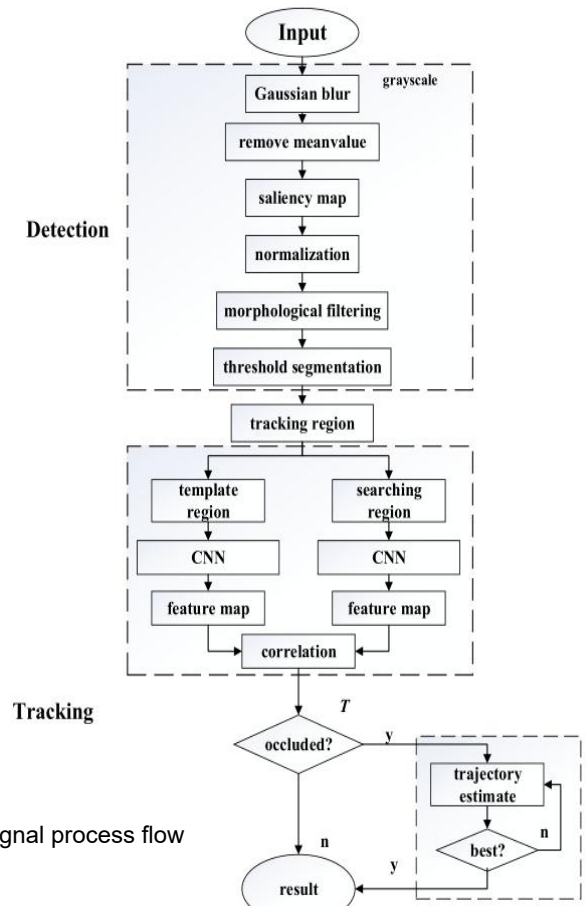 Input
grayscale
Gaussian blur
remove meanvalue
saliency map
Detection
normalization
morphological filtering
threshold segmentation
tracking region
template
region
searching
region
CNN
CNN
feature map
feature map
correlation
Tracking
T
occluded?
y
trajectory
estimate
n
best?
n
y
result
process flow